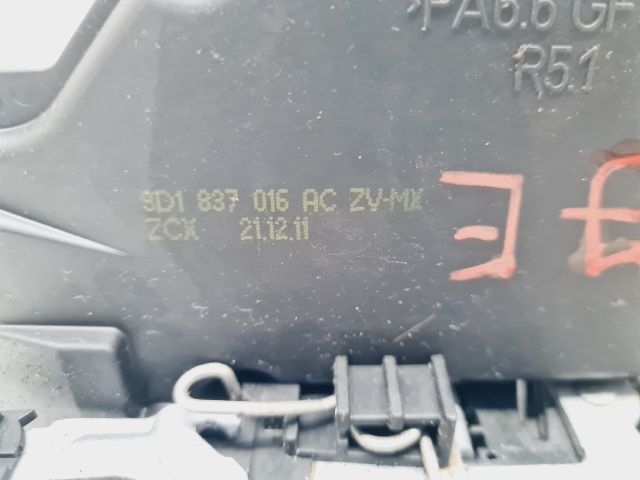 >PA6.6 GF
R5.1
3D1 837 016 AC ZV-MX
ZCX 21.12.11